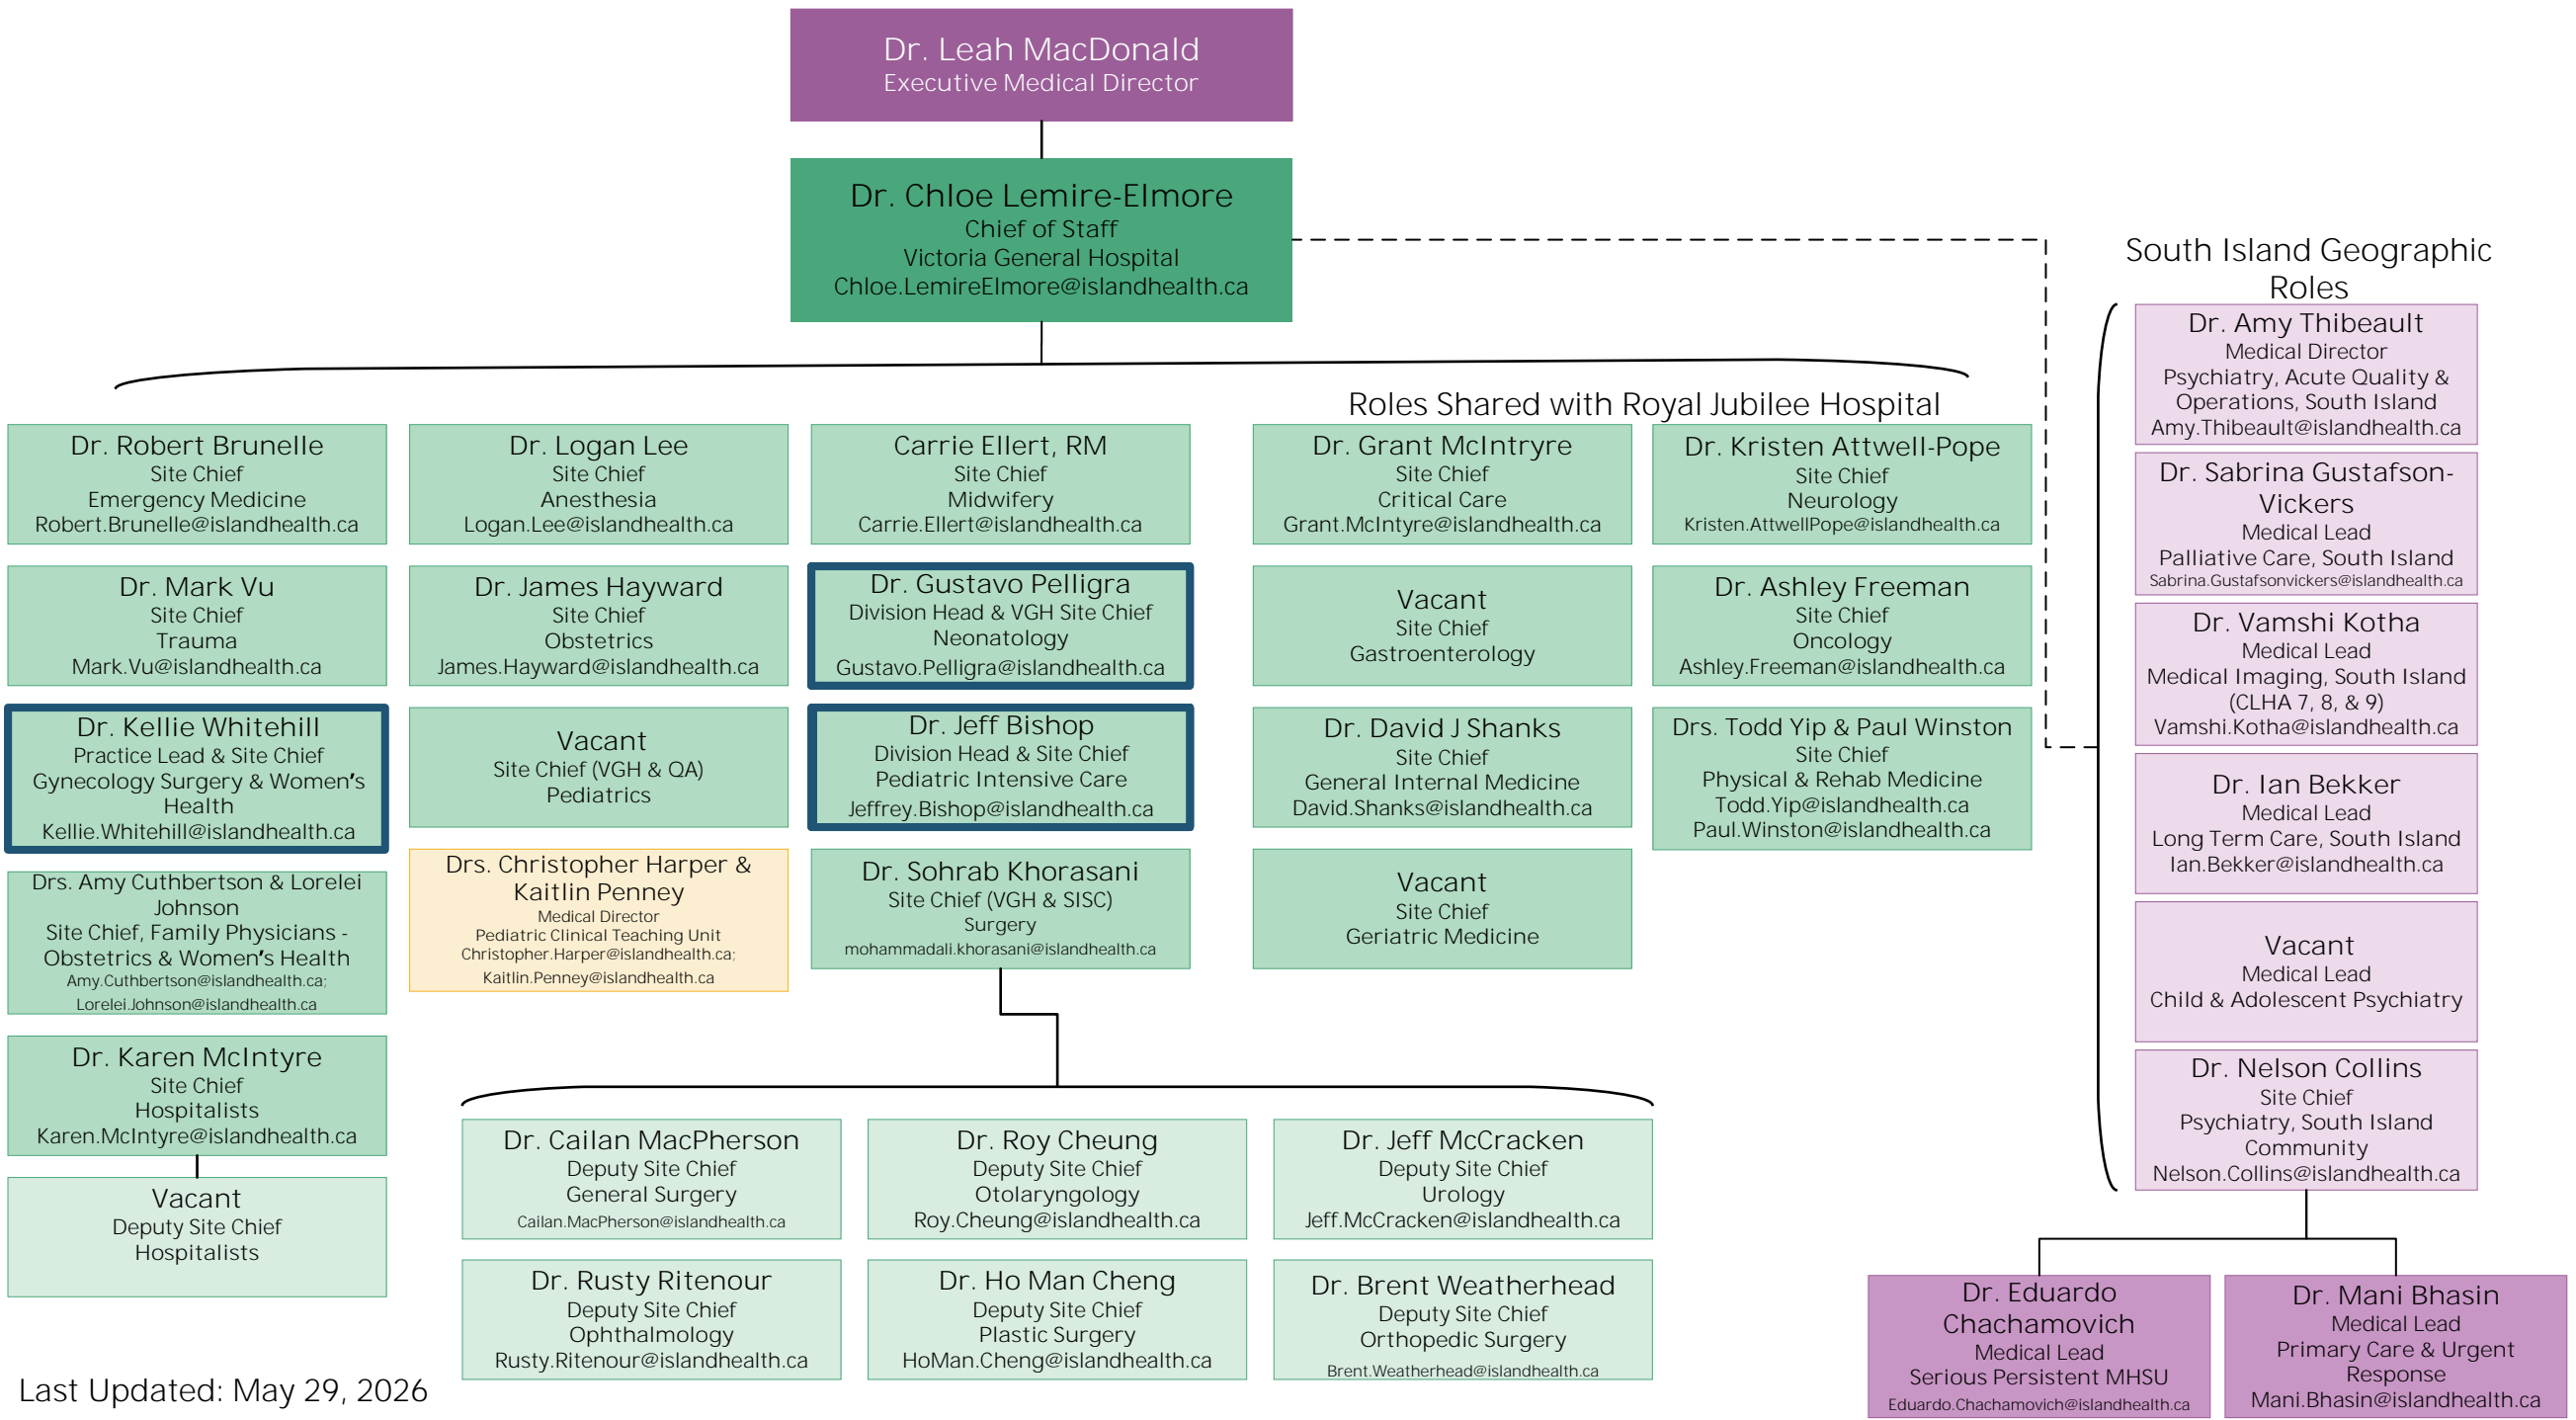 Dr. Leah MacDonald
Executive Medical Director
Dr. Chloe Lemire-Elmore
Chief of Staff
Victoria General Hospital
Chloe.LemireElmore@islandhealth.ca
Roles Shared with Royal Jubilee Hospital
Dr. Robert Brunelle
Site Chief
Emergency Medicine
Robert.Brunelle@islandhealth.ca
Dr. Mark Vu
Site Chief
Trauma
Mark.Vu@islandhealth.ca
Dr. Kellie Whitehill
Practice Lead & Site Chief
Gynecology Surgery & Women's
Health
Kellie.Whitehill@islandhealth.ca
Drs. Amy Cuthbertson & Lorelei
Johnson
Site Chief, Family Physicians -
Obstetrics & Women's Health
Amy.Cuthbertson@islandhealth.ca;
Lorelei.Johnson@islandhealth.ca
Dr. Karen McIntyre
Site Chief
Hospitalists
Karen.McIntyre@islandhealth.ca
Vacant
Deputy Site Chief
Hospitalists
Dr. Logan Lee
Site Chief
Anesthesia
Logan.Lee@islandhealth.ca
Dr. James Hayward
Site Chief
Obstetrics
James.Hayward@islandhealth.ca
Vacant
Site Chief (VGH & QA)
Pediatrics
Drs. Christopher Harper &
Kaitlin Penney
Medical Director
Pediatric Clinical Teaching Unit
Christopher.Harper@islandhealth.ca;
Kaitlin.Penney@islandhealth.ca
Carrie Ellert, RM
Site Chief
Midwifery
Carrie.Ellert@islandhealth.ca
Dr. Gustavo Pelligra
Division Head & VGH Site Chief
Neonatology
Gustavo.Pelligra@islandhealth.ca
Dr. Jeff Bishop
Division Head & Site Chief
Pediatric Intensive Care
Jeffrey.Bishop@islandhealth.ca
Dr. Sohrab Khorasani
Site Chief (VGH & SISC)
Surgery
mohammadali.khorasani@islandhealth.ca
Dr. Grant McIntryre
Site Chief
Critical Care
Grant.McIntyre@islandhealth.ca
Vacant
Site Chief
Gastroenterology
Dr. David J Shanks
Site Chief
General Internal Medicine
David.Shanks@islandhealth.ca
Vacant
Site Chief
Geriatric Medicine
Dr. Kristen Attwell-Pope
Site Chief
Neurology
Kristen.AttwellPope@islandhealth.ca
Dr. Ashley Freeman
Site Chief
Oncology
Ashley.Freeman@islandhealth.ca
Drs. Todd Yip & Paul Winston
Site Chief
Physical & Rehab Medicine
Todd.Yip@islandhealth.ca
Paul.Winston@islandhealth.ca
Dr. Cailan MacPherson
Deputy Site Chief
General Surgery
Cailan.MacPherson@islandhealth.ca
Dr. Roy Cheung
Deputy Site Chief
Otolaryngology
Roy.Cheung@islandhealth.ca
Dr. Jeff McCracken
Deputy Site Chief
Urology
Jeff.McCracken@islandhealth.ca
Dr. Rusty Ritenour
Deputy Site Chief
Ophthalmology
Rusty.Ritenour@islandhealth.ca
Dr. Ho Man Cheng
Deputy Site Chief
Plastic Surgery
HoMan.Cheng@islandhealth.ca
Dr. Brent Weatherhead
Deputy Site Chief
Orthopedic Surgery
Brent.Weatherhead@islandhealth.ca
South Island Geographic
Roles
Dr. Amy Thibeault
Medical Director
Psychiatry, Acute Quality &
Operations, South Island
Amy.Thibeault@islandhealth.ca
Dr. Sabrina Gustafson-
Vickers
Medical Lead
Palliative Care, South Island
Sabrina.Gustafsonvickers@islandhealth.ca
Dr. Vamshi Kotha
Medical Lead
Medical Imaging, South Island
(CLHA 7, 8, & 9)
Vamshi.Kotha@islandhealth.ca
Dr. Ian Bekker
Medical Lead
Long Term Care, South Island
Ian.Bekker@islandhealth.ca
Vacant
Medical Lead
Child & Adolescent Psychiatry
Dr. Nelson Collins
Site Chief
Psychiatry, South Island
Community
Nelson.Collins@islandhealth.ca
Dr. Eduardo
Chachamovich
Medical Lead
Serious Persistent MHSU
Eduardo.Chachamovich@islandhealth.ca
Dr. Mani Bhasin
Medical Lead
Primary Care & Urgent
Response
Mani.Bhasin@islandhealth.ca
Last Updated: May 29, 2026